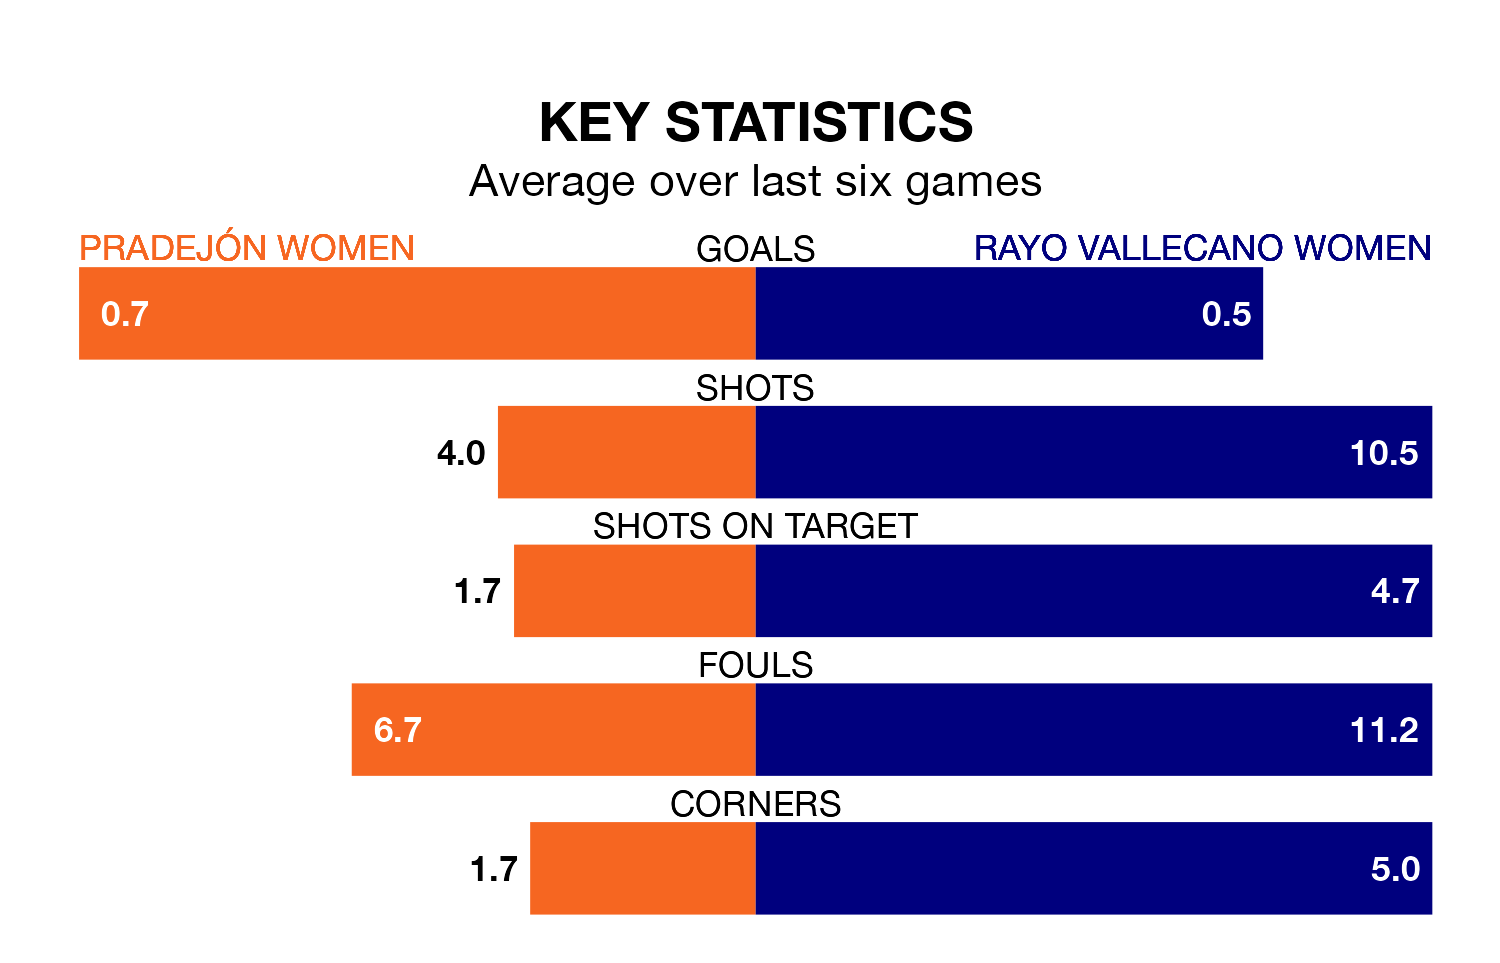 KEY STATISTICS
Average over last six games
PRADEJÓN WOMEN GOALS RAYO VALLECANO WOMEN
0.7 0.5
SHOTS
4.0 10.5
SHOTS ON TARGET
1.7 4.7
FOULS
6.7 11.2
CORNERS
1.7 5.0